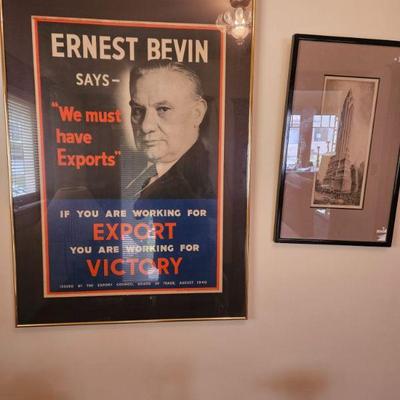 ERNEST BEVIN
SAYS–
"We must
have
Exports"
IF YOU ARE WORKING FOR
EXPORT
YOU ARE WORKING FOR
VICTORY
ISSUED BY THE EXPORT COUNCIL, BOARD OF TRADE, AUGUST 1940